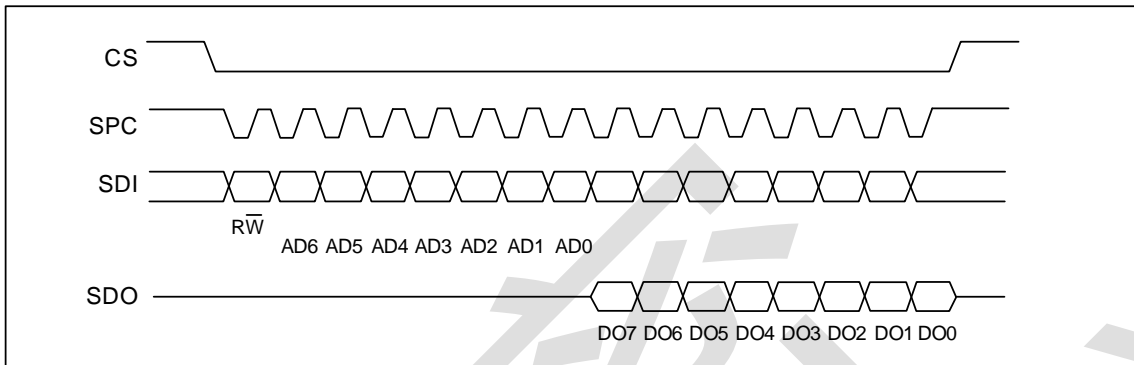 CS
SPC
SDI
RW̅
AD6 AD5 AD4 AD3 AD2 AD1 AD0
SDO
DO7 DO6 DO5 DO4 DO3 DO2 DO1 DO0